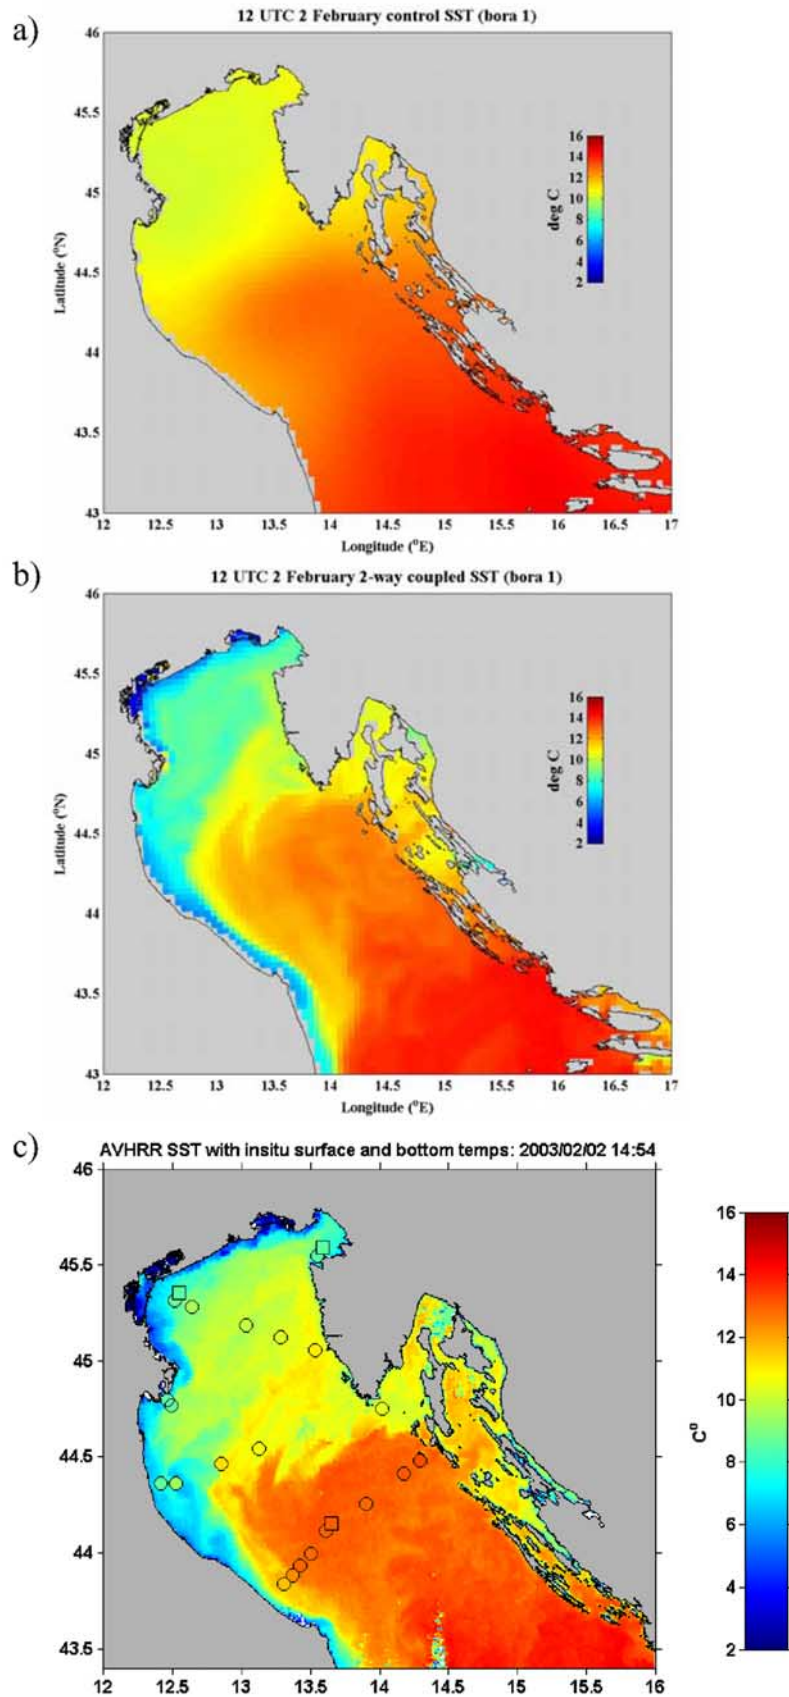 a)
12 UTC 2 February control SST (bora 1)
46
45.5
45
44.5
44
43.5
43
Latitude (°N)
12 12.5 13 13.5 14 14.5 15 15.5 16 16.5 17
Longitude (°E)
deg C
16
14
12
10
8
6
4
2
b)
12 UTC 2 February 2-way coupled SST (bora 1)
46
45.5
45
44.5
44
43.5
43
Latitude (°N)
12 12.5 13 13.5 14 14.5 15 15.5 16 16.5 17
Longitude (°E)
deg C
16
14
12
10
8
6
4
2
c)
AVHRR SST with insitu surface and bottom temps: 2003/02/02 14:54
46
45.5
45
44.5
44
43.5
12 12.5 13 13.5 14 14.5 15 15.5 16
16
14
12
10
8
6
4
2
C°